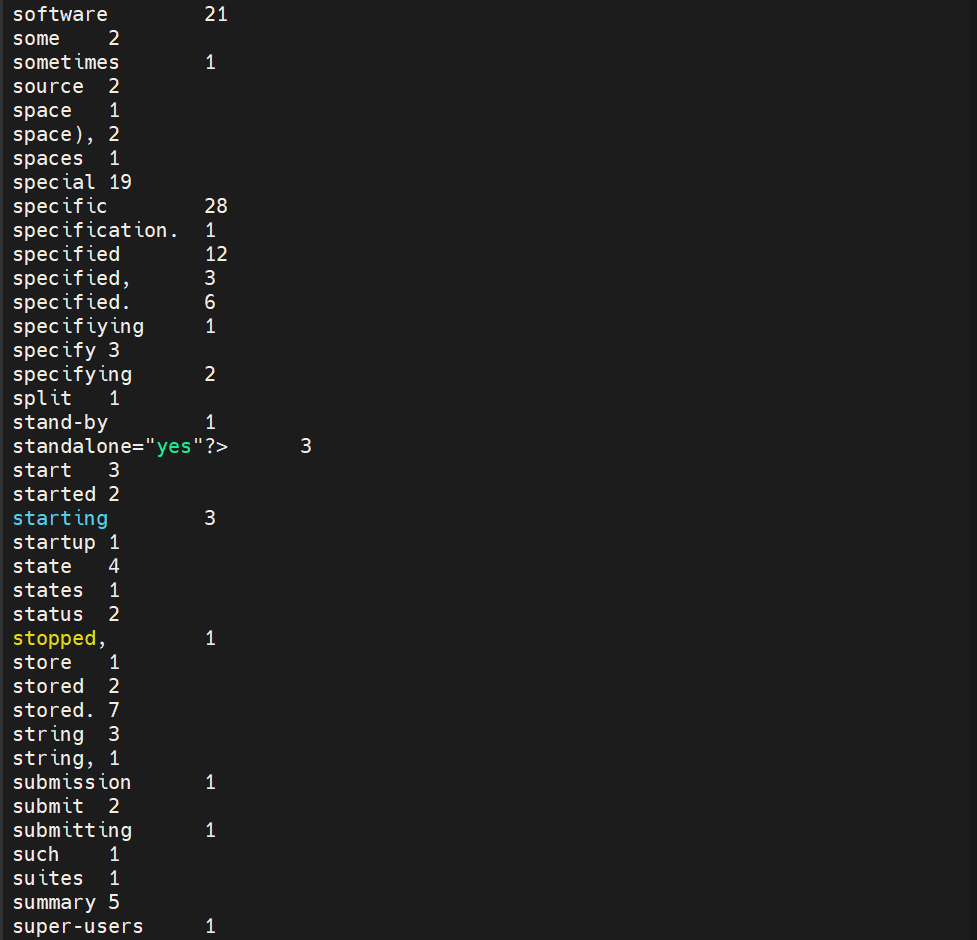 software 21
some 2
sometimes 1
source 2
space 1
space), 2
spaces 1
special 19
specific 28
specification. 1
specified 12
specified, 3
specified. 6
specifiying 1
specify 3
specifying 2
split 1
stand-by 1
standalone="yes"?> 3
start 3
started 2
starting 3
startup 1
state 4
states 1
status 2
stopped, 1
store 1
stored 2
stored. 7
string 3
string, 1
submission 1
submit 2
submitting 1
such 1
suites 1
summary 5
super-users 1